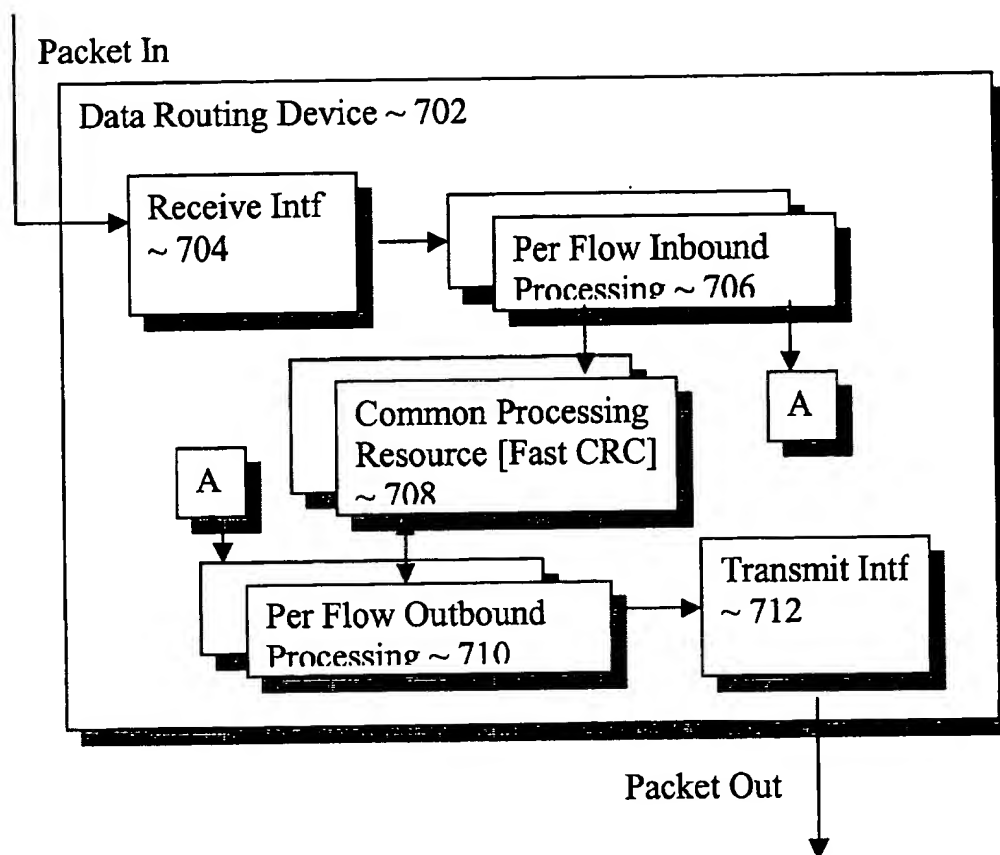 Packet In
Data Routing Device ~ 702
Receive Intf
~ 704
Per Flow Inbound
Processing ~ 706
Common Processing
Resource [Fast CRC]
~ 708
A
A
Per Flow Outbound
Processing ~ 710
Transmit Intf
~ 712
Packet Out